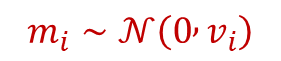 𝑚ᵢ ~ 𝒩(0, 𝑣ᵢ)